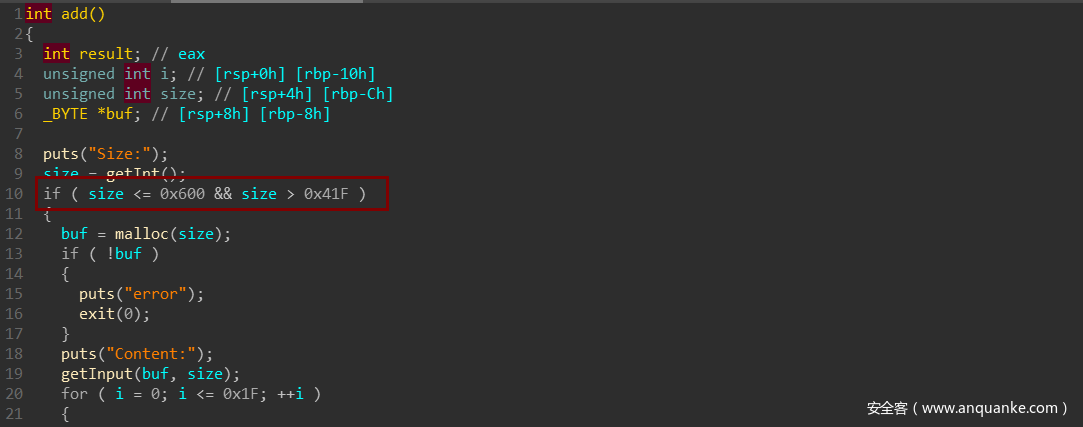 1 int add()
2 {
3 int result; // eax
4 unsigned int i; // [rsp+0h] [rbp-10h]
5 unsigned int size; // [rsp+4h] [rbp-Ch]
6 _BYTE *buf; // [rsp+8h] [rbp-8h]
7
8 puts("Size:");
9 size = getInt();
10 if ( size <= 0x600 && size > 0x41F )
11 {
12 buf = malloc(size);
13 if ( !buf )
14 {
15 puts("error");
16 exit(0);
17 }
18 puts("Content:");
19 getInput(buf, size);
20 for ( i = 0; i <= 0x1F; ++i )
21 {
安全客（www.anquanke.com）